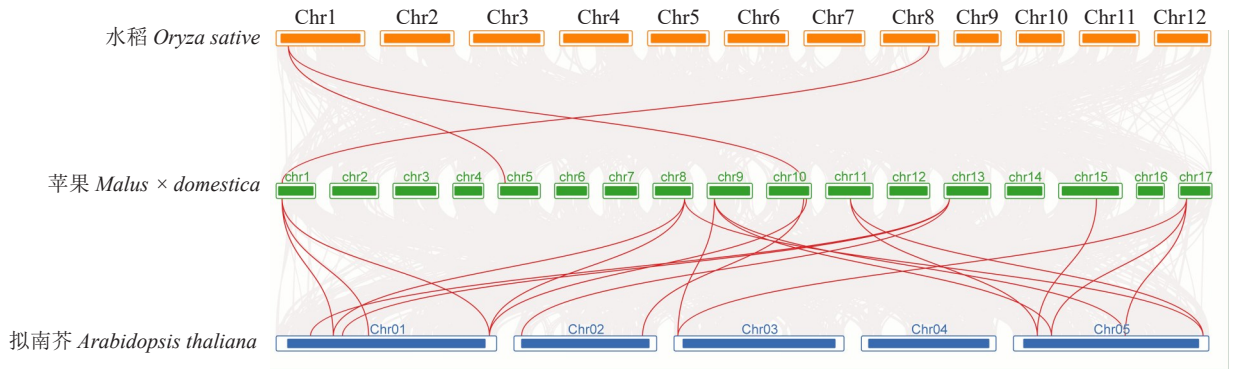 Chr1 Chr2 Chr3 Chr4 Chr5 Chr6 Chr7 Chr8 Chr9 Chr10 Chr11 Chr12
水稻 Oryza sative
苹果 Malus × domestica
chr1 chr2 chr3 chr4 chr5 chr6 chr7 chr8 chr9 chr10 chr11 chr12 chr13 chr14 chr15 chr16 chr17
Chr01 Chr02 Chr03 Chr04 Chr05
拟南芥 Arabidopsis thaliana